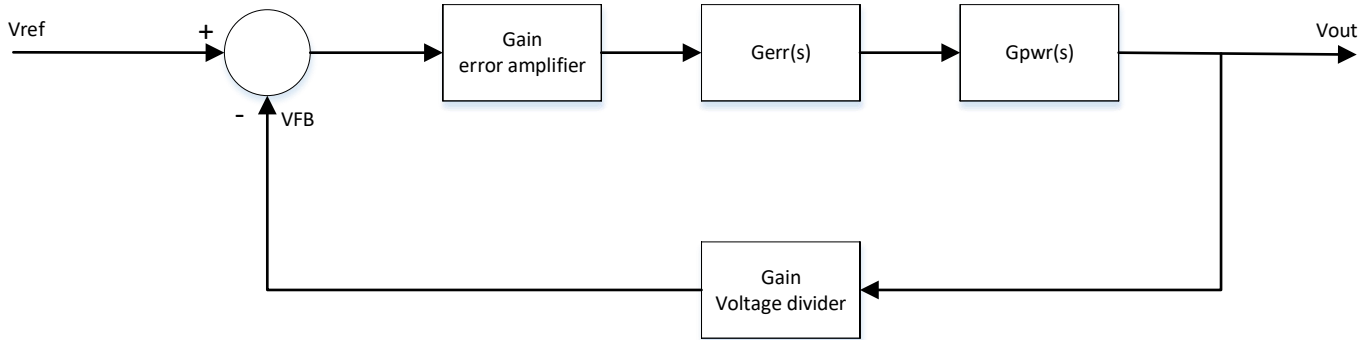 Vref
+
Gain
error amplifier
Gerr(s)
Gpwr(s)
Vout
-
VFB
Gain
Voltage divider